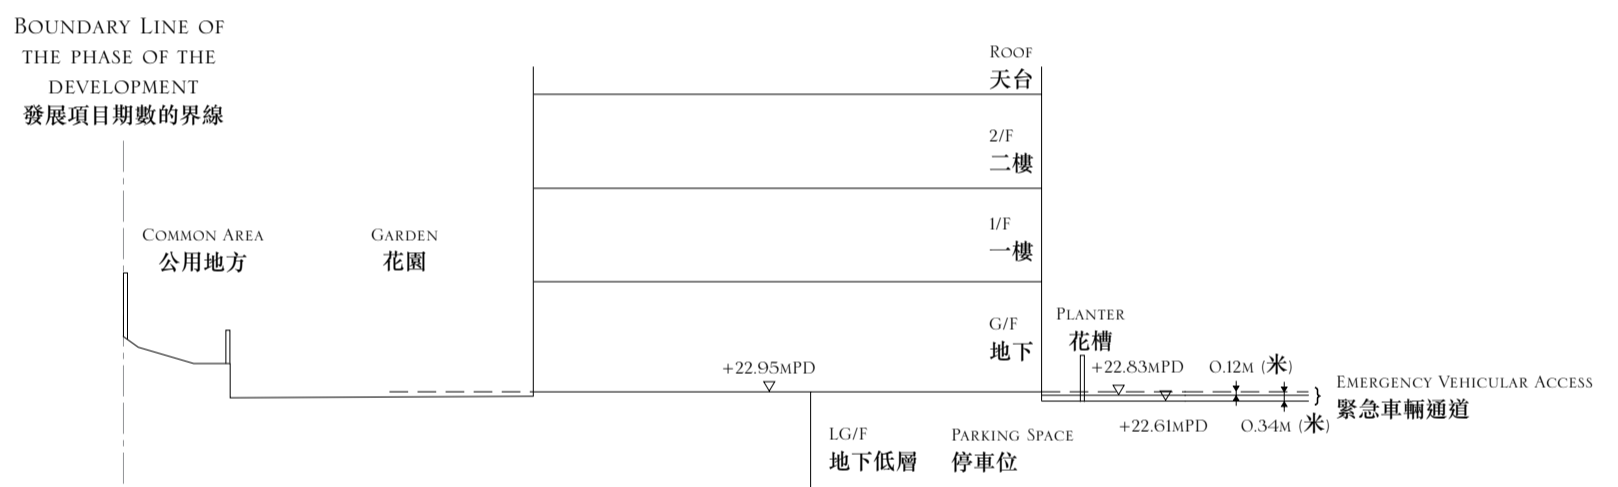 BOUNDARY LINE OF
THE PHASE OF THE
DEVELOPMENT
發展項目期數的界線
ROOF
天台
2/F
二樓
COMMON AREA
公用地方
GARDEN
花園
1/F
一樓
G/F
地下
PLANTER
花槽
+22.95MPD
+22.83MPD
0.12M (米)
EMERGENCY VEHICULAR ACCESS
緊急車輛通道
+22.61MPD
0.34M (米)
LG/F
地下低層
PARKING SPACE
停車位